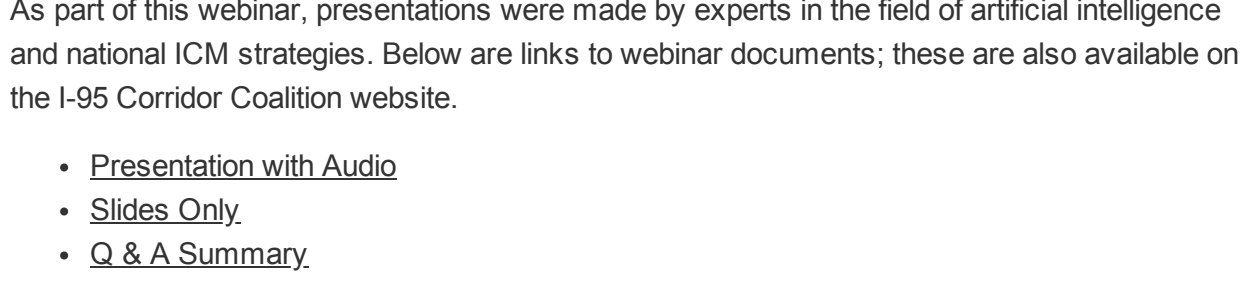 As part of this webinar, presentations were made by experts in the field of artificial intelligence
and national ICM strategies. Below are links to webinar documents; these are also available on
the I-95 Corridor Coalition website.
• Presentation with Audio
• Slides Only
• Q & A Summary